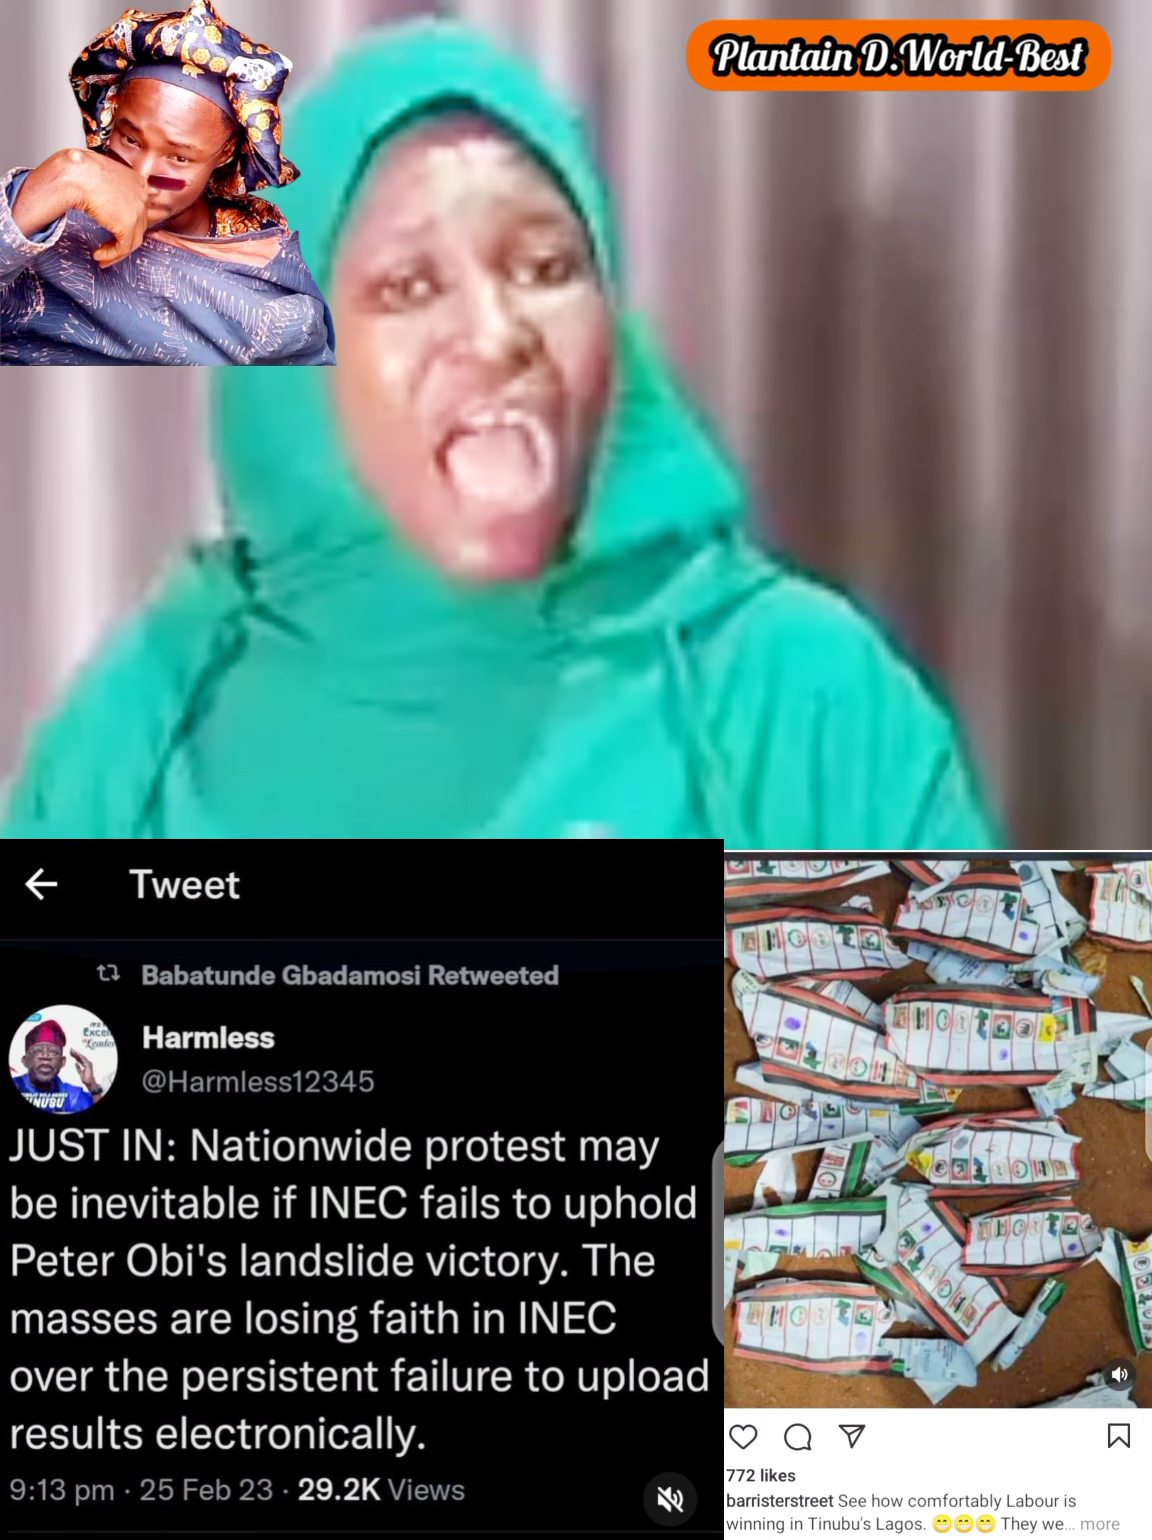 Plantain D.World-Best
Tweet
Babatunde Gbadamosi Retweeted
Harmless
@Harmless12345
JUST IN: Nationwide protest may
be inevitable if INEC fails to uphold
Peter Obi's landslide victory. The
masses are losing faith in INEC
over the persistent failure to upload
results electronically.
9:13 pm · 25 Feb 23 · 29.2K Views
772 likes
barristerstreet See how comfortably Labour is
winning in Tinubu's Lagos. 😁😁😁 They we... more